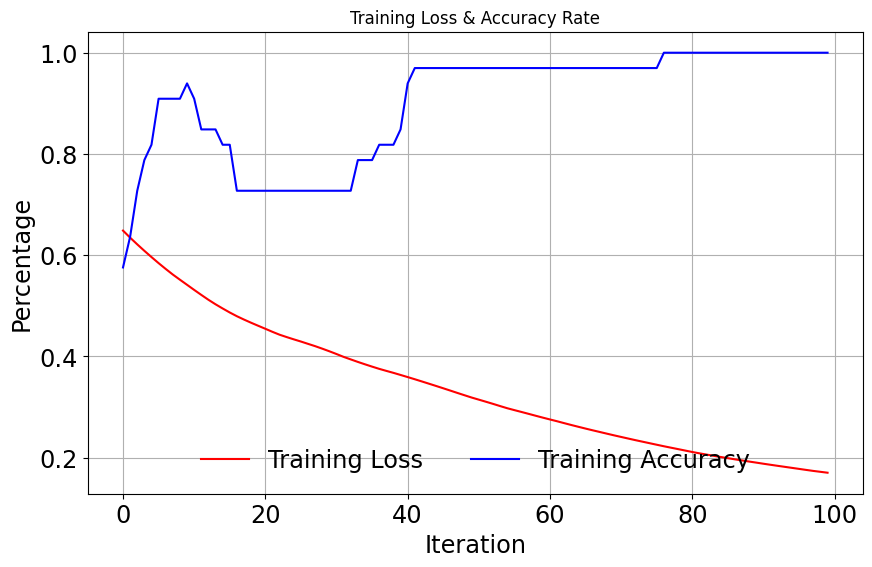 Training Loss & Accuracy Rate
1.0
0.8
0.6
0.4
0.2
Percentage
Training Loss
Training Accuracy
0 20 40 60 80 100
Iteration